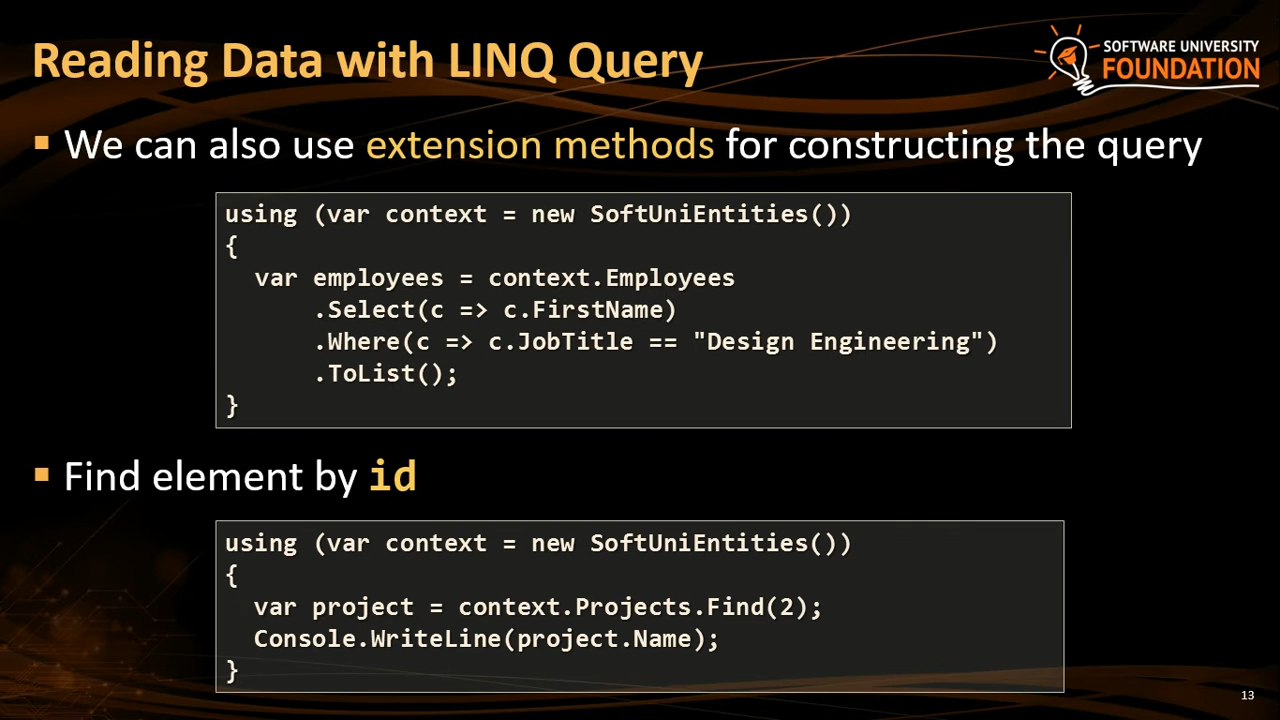 Reading Data with LINQ Query
SOFTWARE UNIVERSITY
FOUNDATION
▪ We can also use extension methods for constructing the query
using (var context = new SoftUniEntities())
{
  var employees = context.Employees
      .Select(c => c.FirstName)
      .Where(c => c.JobTitle == "Design Engineering")
      .ToList();
}
▪ Find element by id
using (var context = new SoftUniEntities())
{
  var project = context.Projects.Find(2);
  Console.WriteLine(project.Name);
}
13